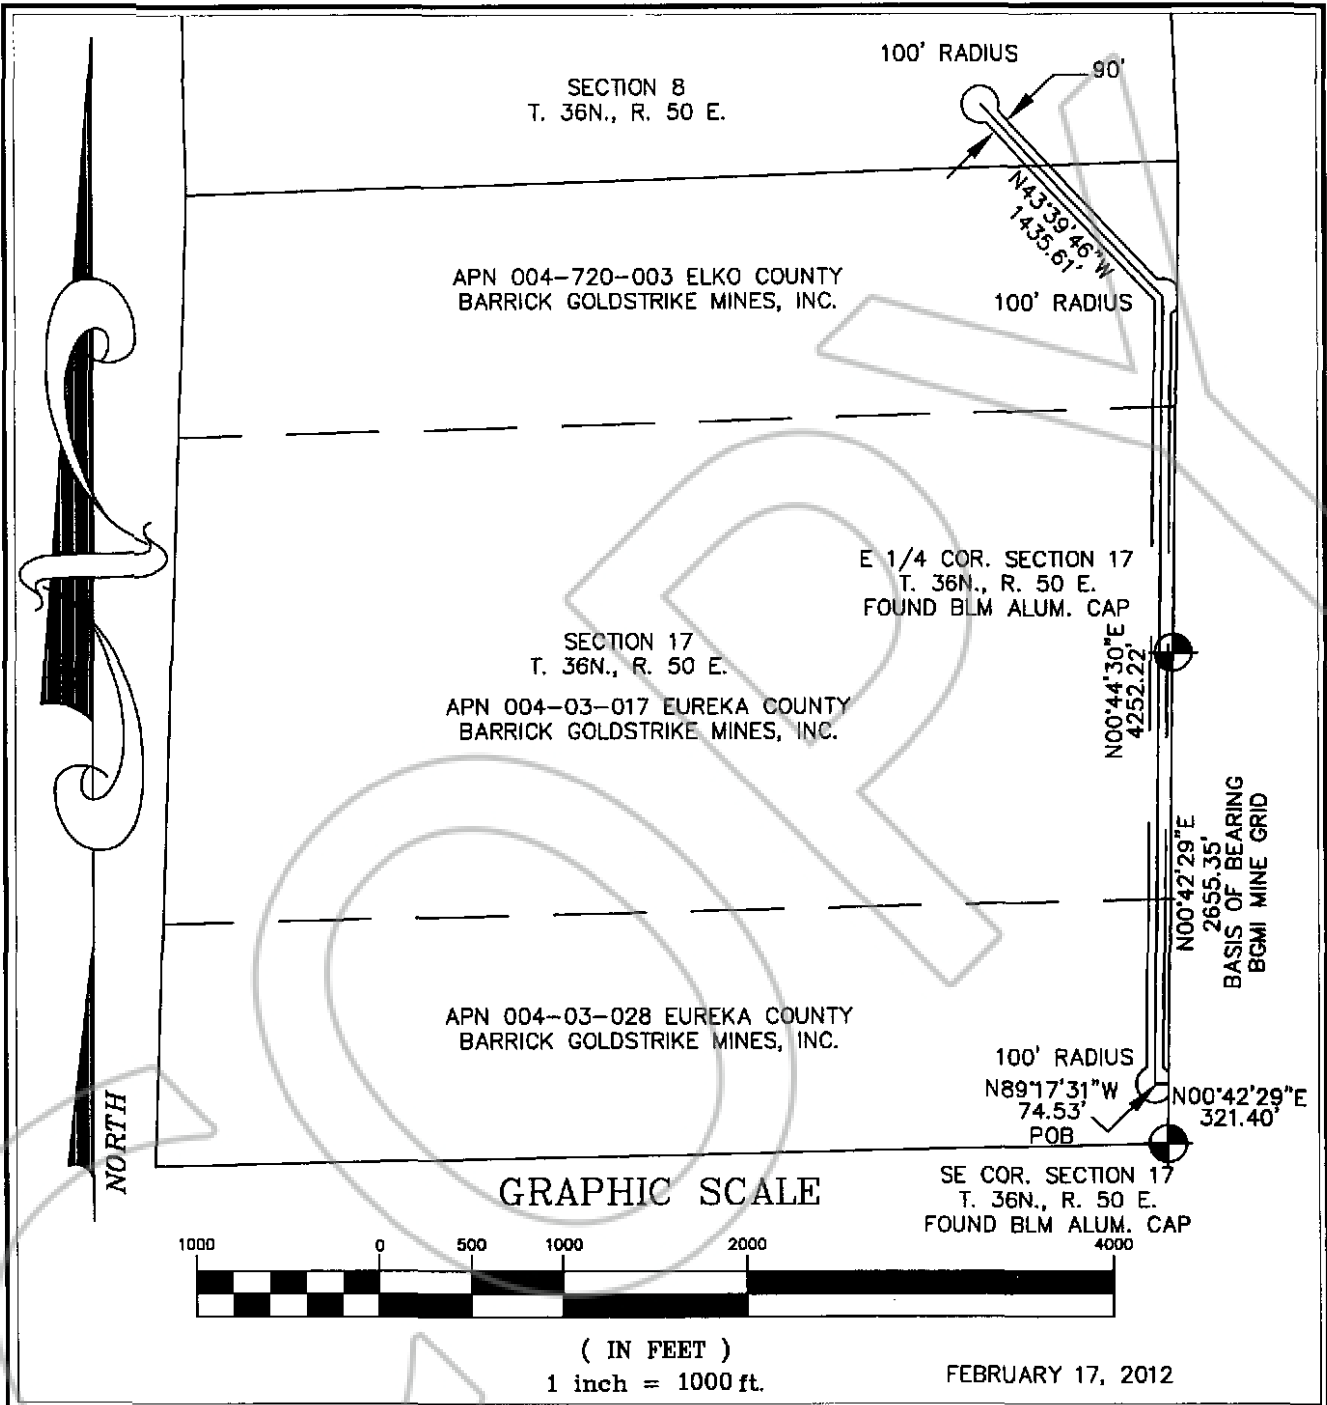 100' RADIUS
90'
SECTION 8
T. 36N., R. 50 E.
N43°39'46"W
1435.61'
APN 004-720-003 ELKO COUNTY
BARRICK GOLDSTRIKE MINES, INC.
100' RADIUS
E 1/4 COR. SECTION 17
T. 36N., R. 50 E.
FOUND BLM ALUM. CAP
SECTION 17
T. 36N., R. 50 E.
APN 004-03-017 EUREKA COUNTY
BARRICK GOLDSTRIKE MINES, INC.
N00°44'30"E
4252.22'
N00°42'29"E
2655.35'
BASIS OF BEARING
BGMI MINE GRID
APN 004-03-028 EUREKA COUNTY
BARRICK GOLDSTRIKE MINES, INC.
100' RADIUS
N89°17'31"W
74.53'
POB
N00°42'29"E
321.40'
NORTH
SE COR. SECTION 17
T. 36N., R. 50 E.
FOUND BLM ALUM. CAP
GRAPHIC SCALE
1000 0 500 1000 2000 4000
( IN FEET )
1 inch = 1000 ft.
FEBRUARY 17, 2012
COPY